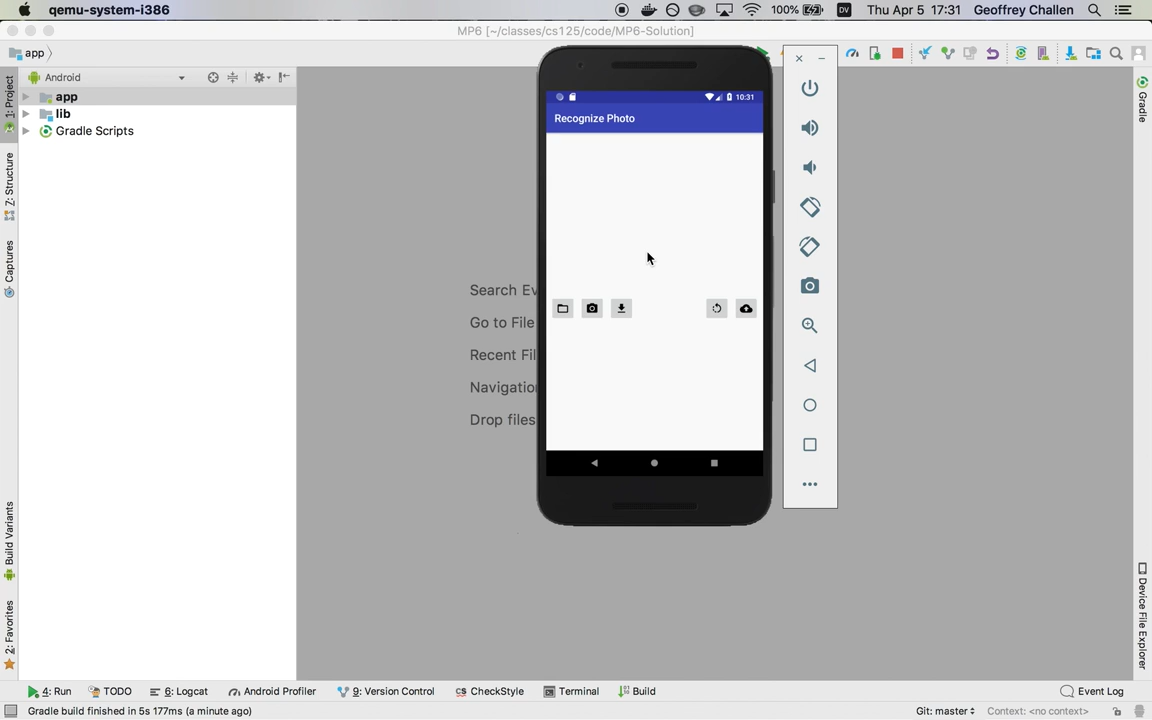 qemu-system-i386
100%
DV
Thu Apr 5 17:31
Geoffrey Challen
MP6 [~/classes/cs125/code/MP6-Solution]
app
1: Project
Android
app
lib
Gradle Scripts
Z: Structure
Captures
Build Variants
2: Favorites
Search Ev
Go to File
Recent Fil
Navigation
Drop files
10:31
Recognize Photo
Gradle
Device File Explorer
4: Run
TODO
6: Logcat
Android Profiler
9: Version Control
CS CheckStyle
Terminal
Build
Event Log
Gradle build finished in 5s 177ms (a minute ago)
Git: master
Context: <no context>